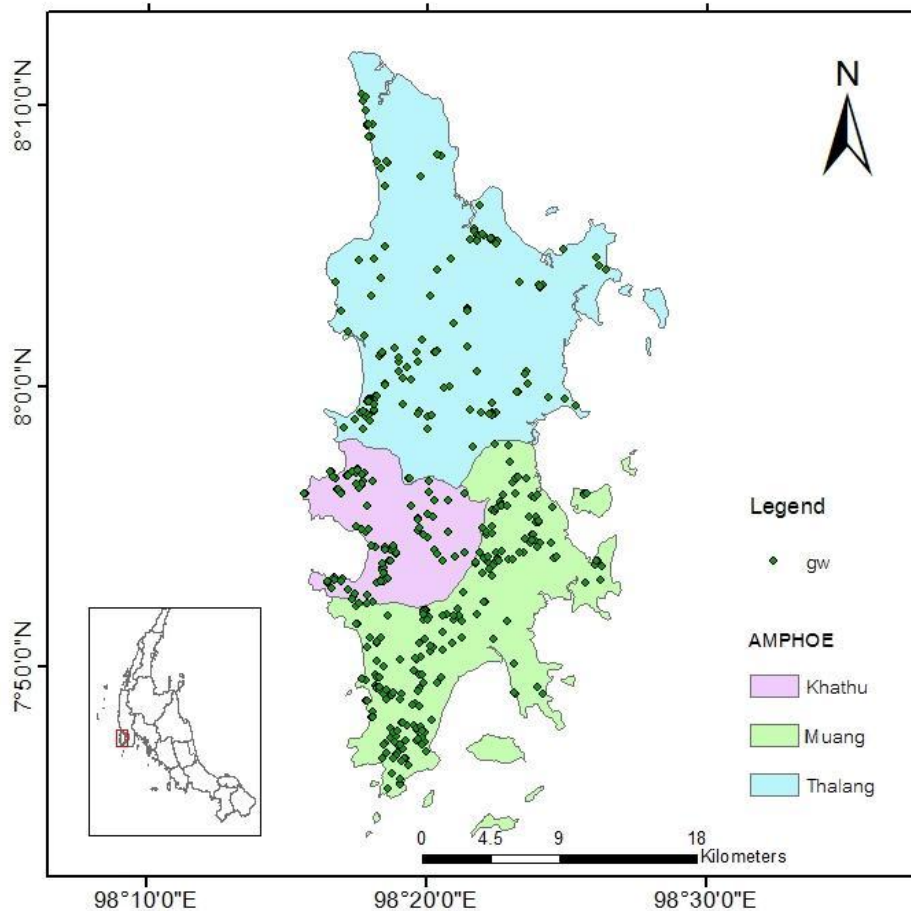 N
8°10'0"N
8°0'0"N
7°50'0"N
Legend
gw
AMPHOE
Khathu
Muang
Thalang
0 4.5 9 18
Kilometers
98°10'0"E 98°20'0"E 98°30'0"E